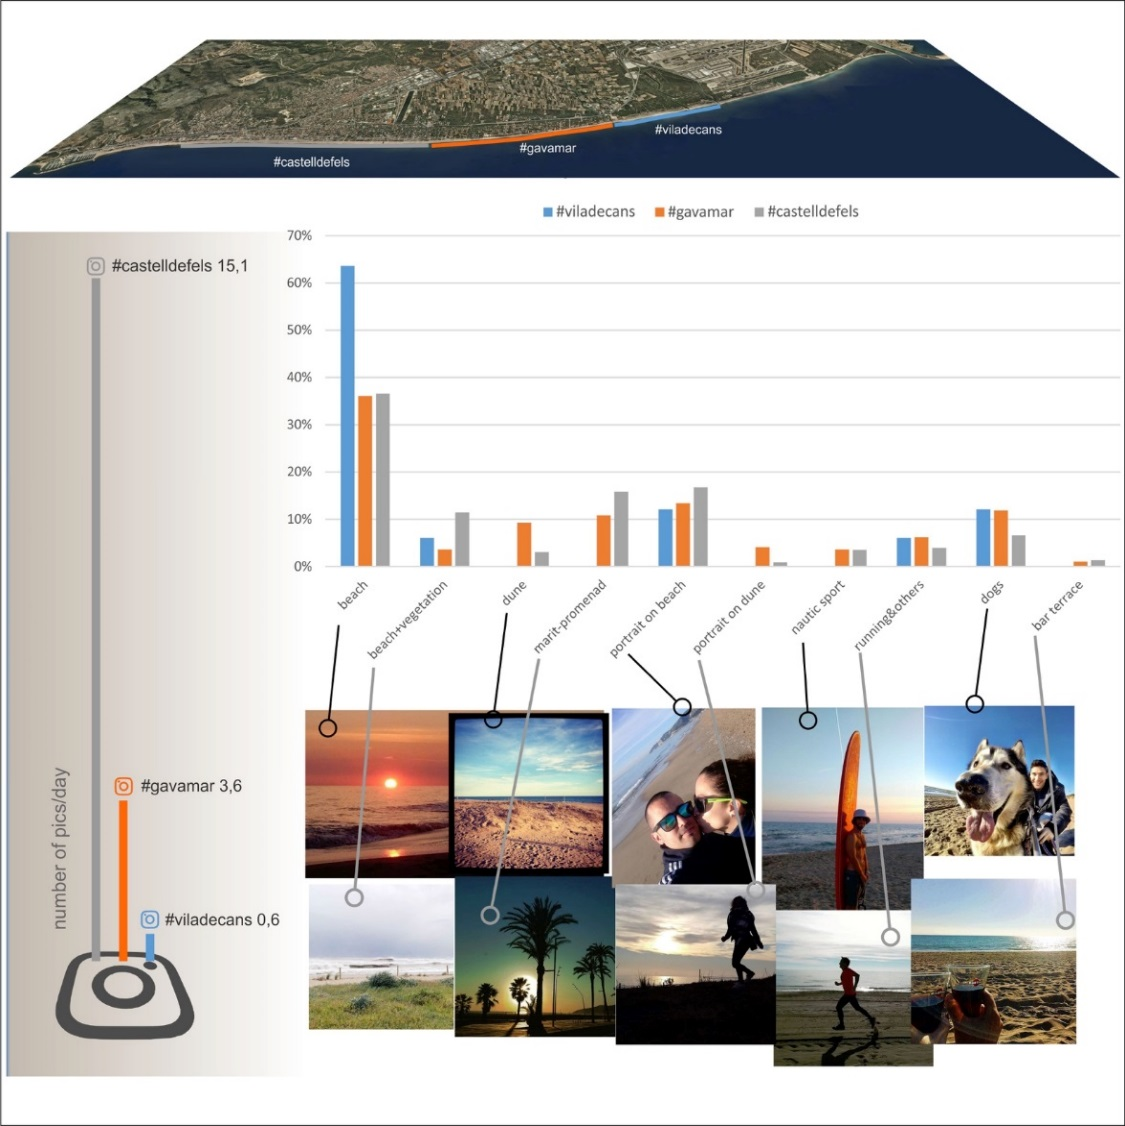 #viladecans
#gavamar
#castelldefels
#viladecans #gavamar #castelldefels
70%
60%
50%
40%
30%
20%
10%
0%
#castelldefels 15,1
#gavamar 3,6
#viladecans 0,6
number of pics/day
beach
beach+vegetation
dune
marit-promenad
portrait on beach
portrait on dune
nautic sport
running&others
dogs
bar terrace